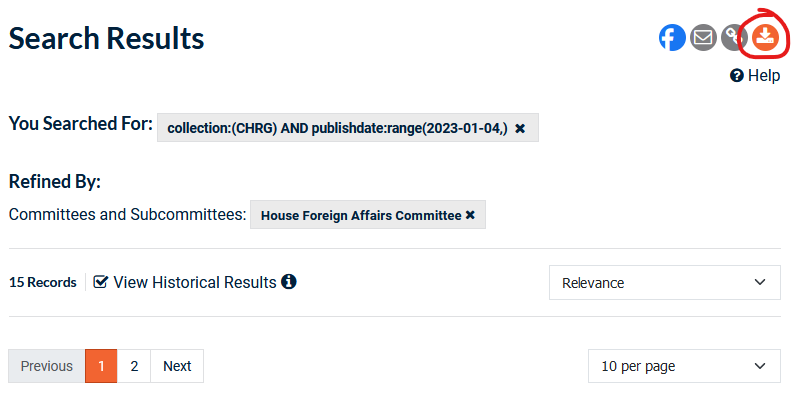 Search Results
Help
You Searched For: collection:(CHRG) AND publishdate:range(2023-01-04,) ✖
Refined By:
Committees and Subcommittees: House Foreign Affairs Committee ✖
15 Records View Historical Results Relevance
Previous 1 2 Next 10 per page